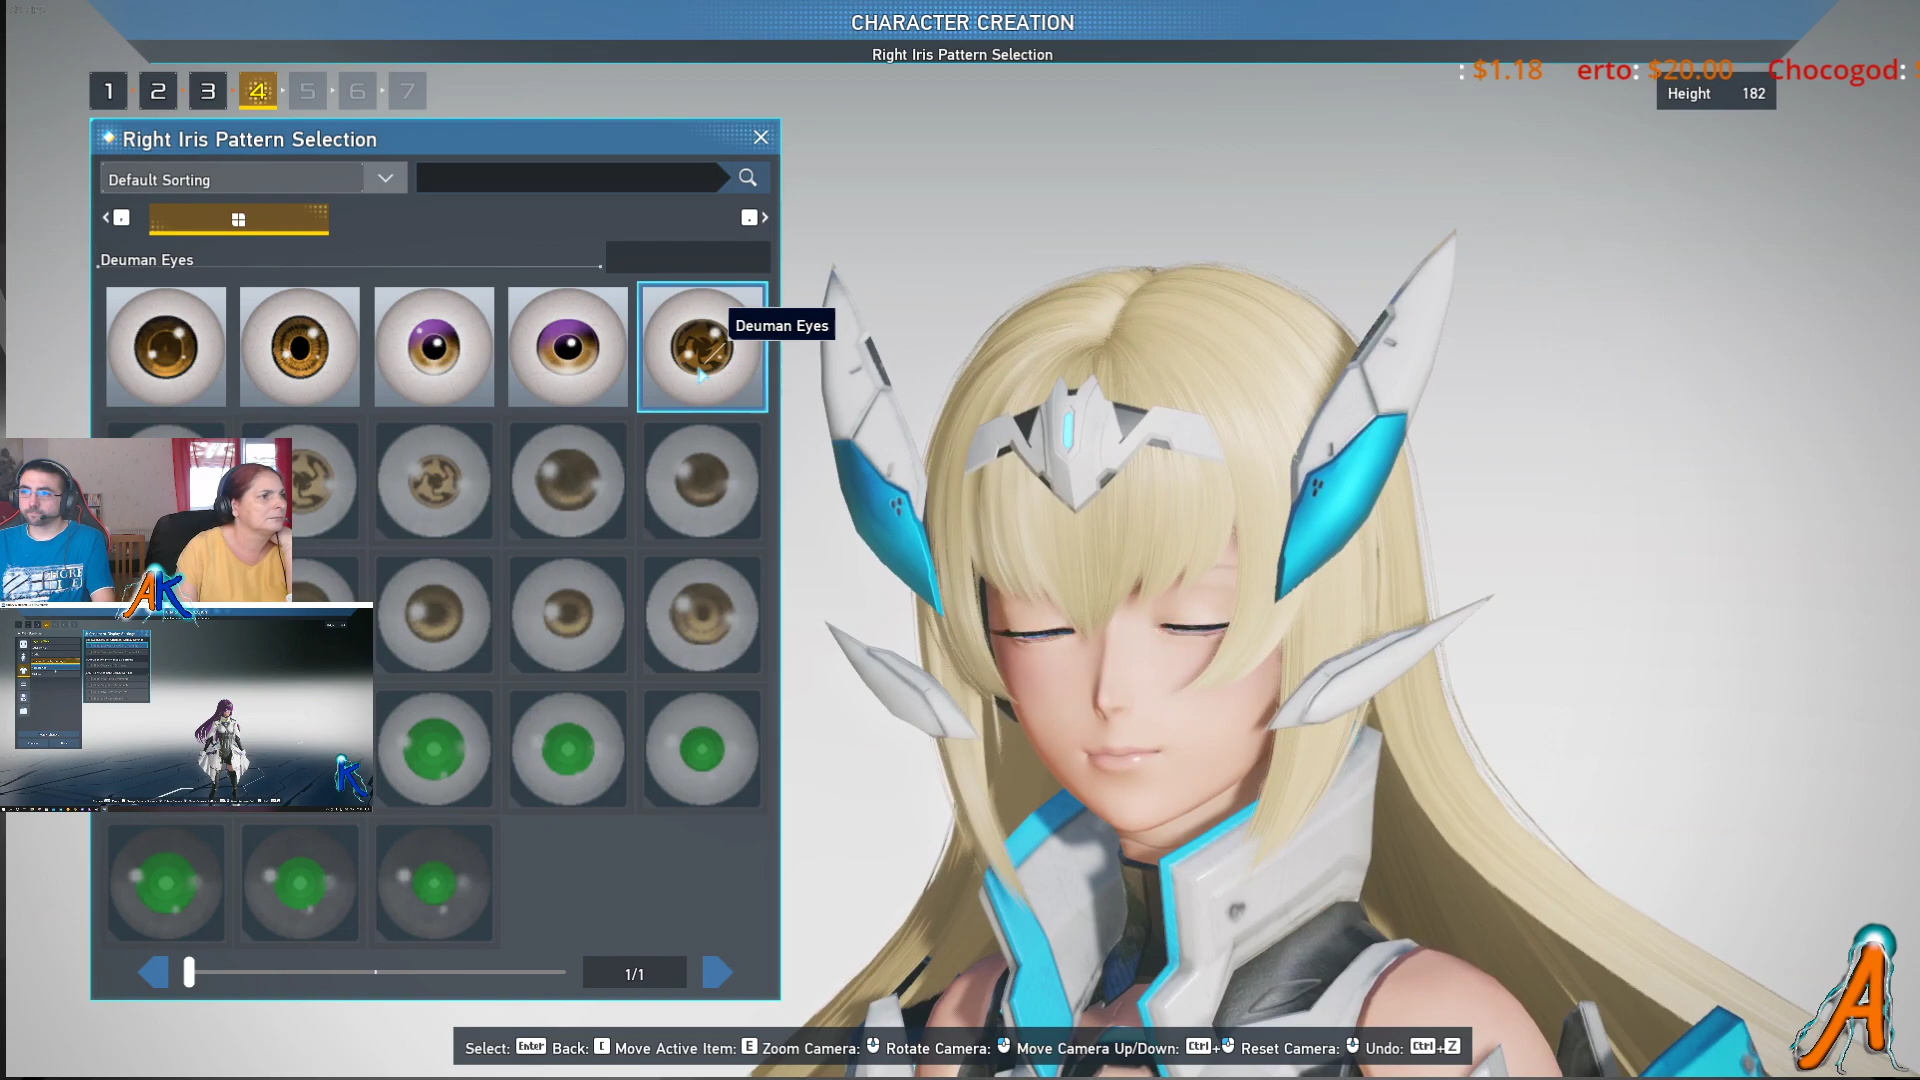 CHARACTER CREATION
Right Iris Pattern Selection
: $1.18 erto: $20.00 Chocogod:
1 2 3 4 5 6 7
Height 182
Right Iris Pattern Selection
Default Sorting
Deuman Eyes
Deuman Eyes
AK
K
1/1
A
Select: Enter Back: [ Move Active Item: E Zoom Camera: Rotate Camera: Move Camera Up/Down: Ctrl+ Reset Camera: Undo: Ctrl+Z